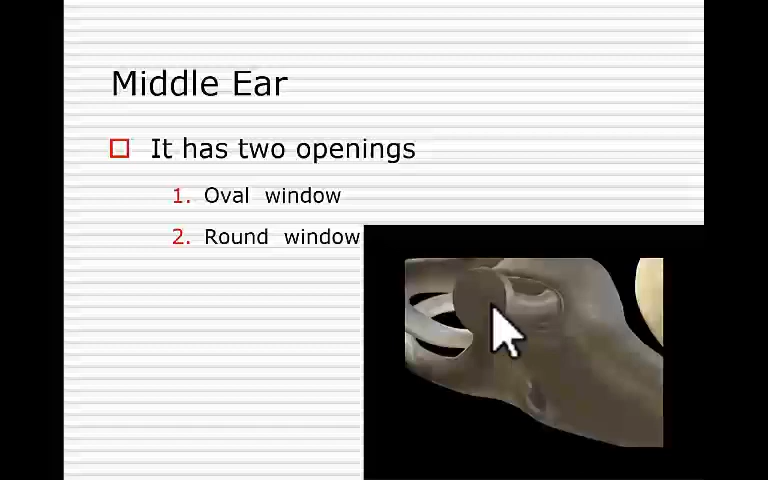 Middle Ear
It has two openings
1. Oval window
2. Round window